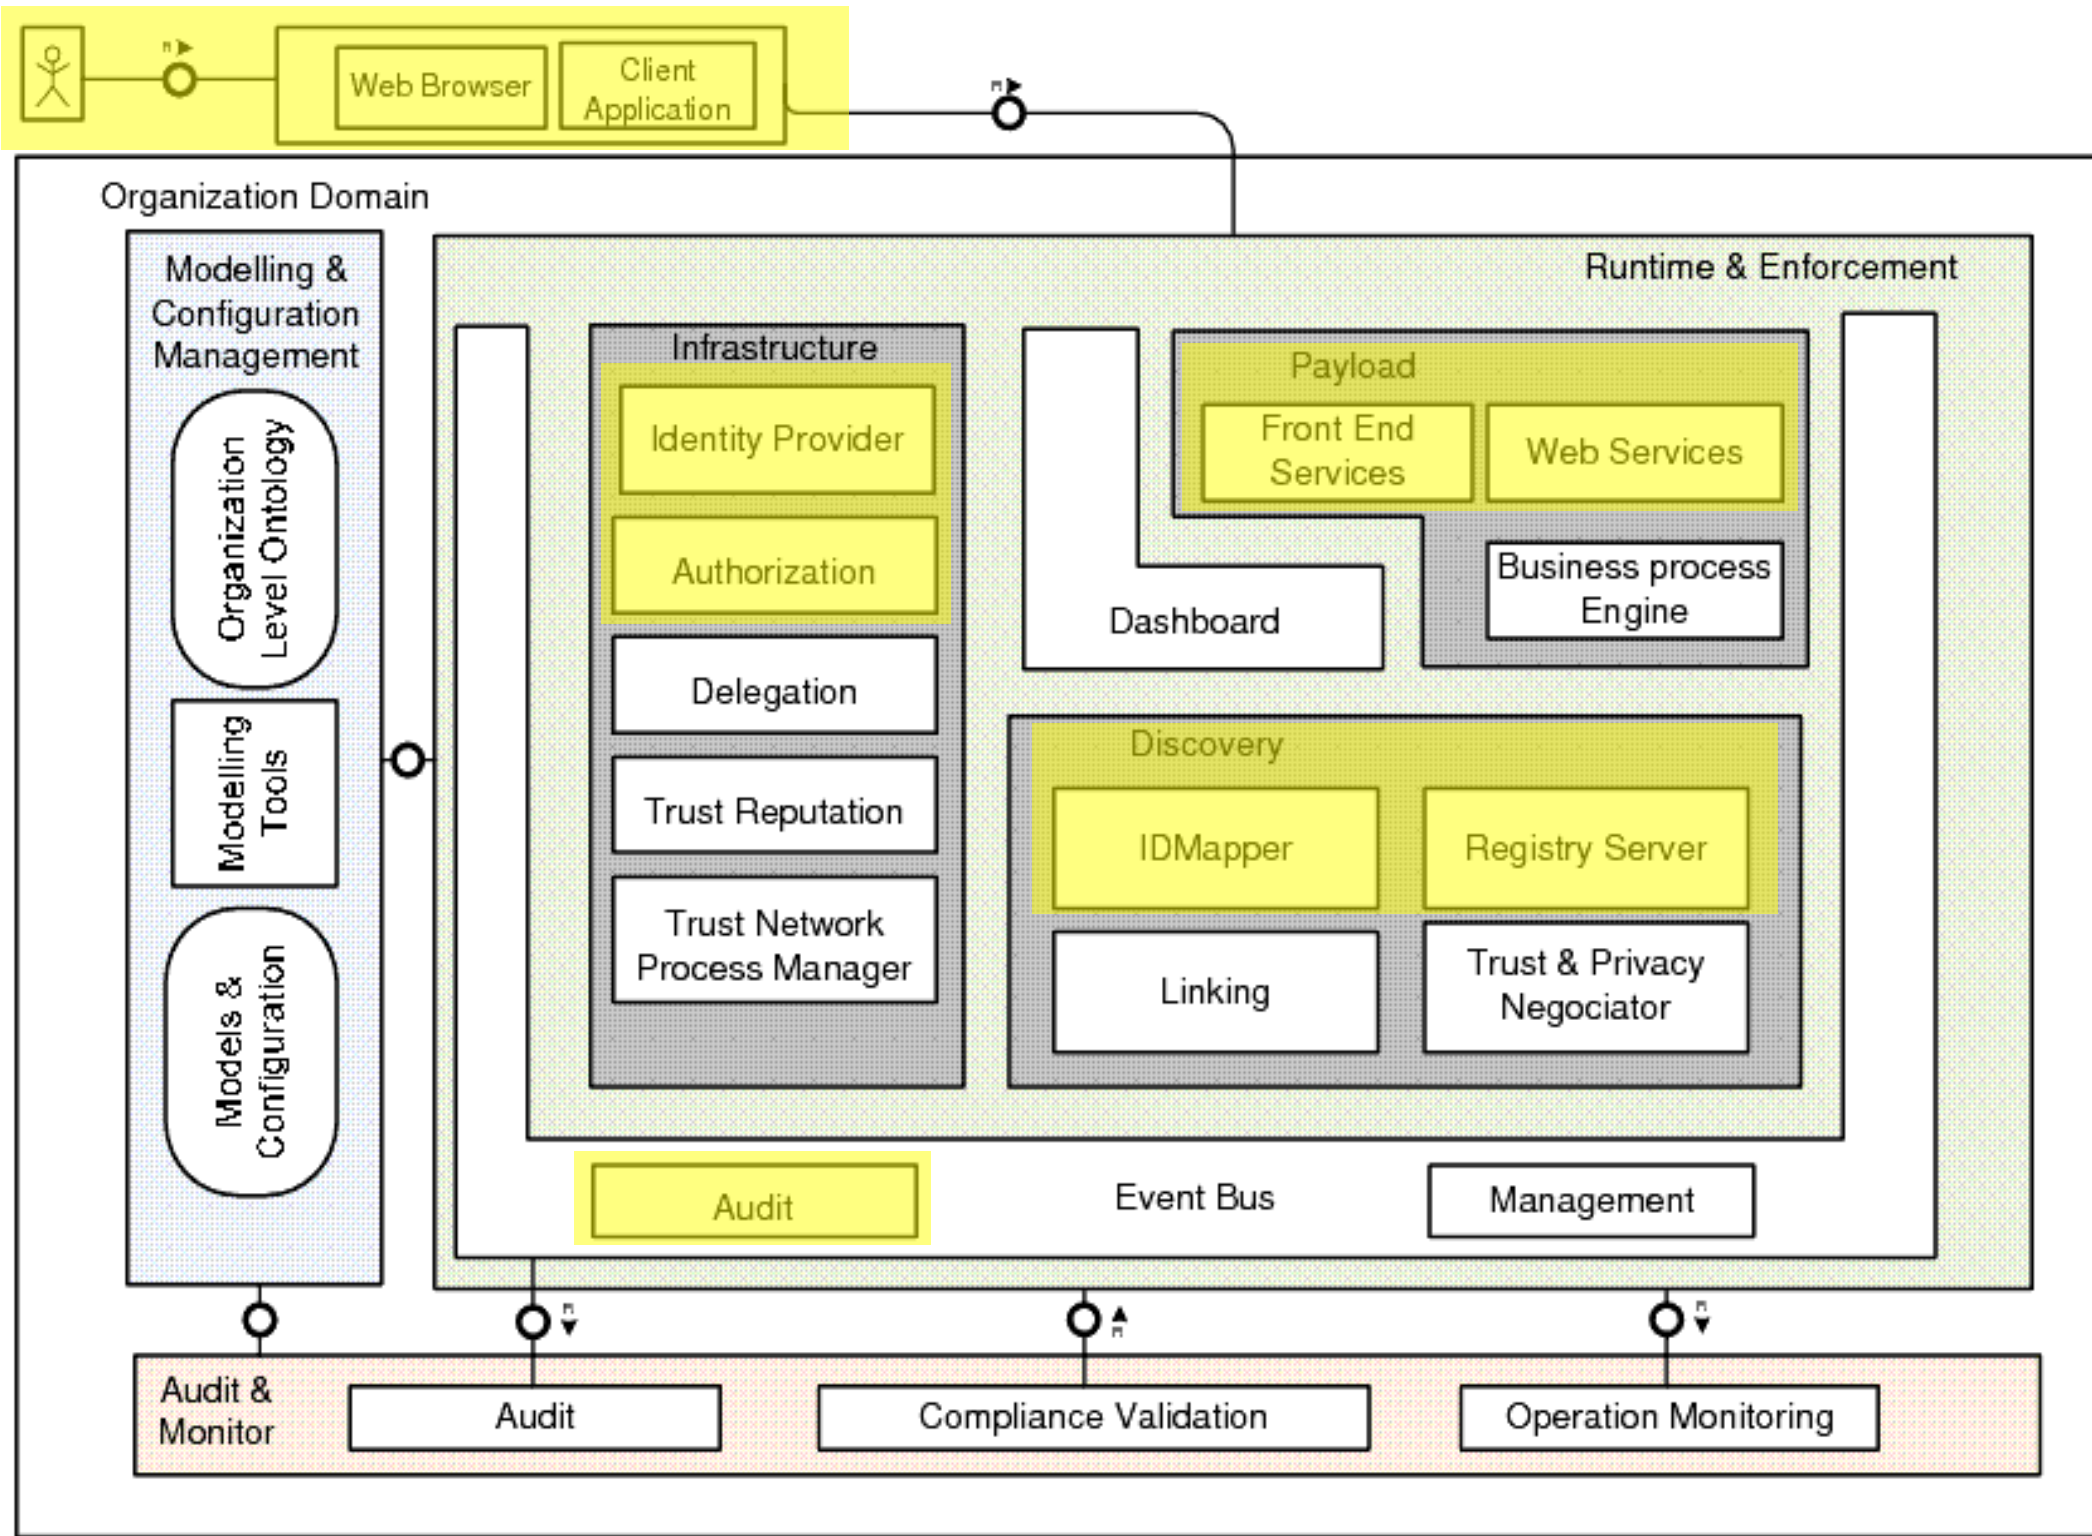 R
Web Browser
Client
Application
R
Organization Domain
Modelling &
Configuration
Management
Organization
Level Ontology
Modelling
Tools
Models &
Configuration
Runtime & Enforcement
Infrastructure
Identity Provider
Authorization
Delegation
Trust Reputation
Trust Network
Process Manager
Dashboard
Payload
Front End
Services
Web Services
Business process
Engine
Discovery
IDMapper
Registry Server
Linking
Trust & Privacy
Negociator
Audit
Event Bus
Management
R
R
R
Audit &
Monitor
Audit
Compliance Validation
Operation Monitoring